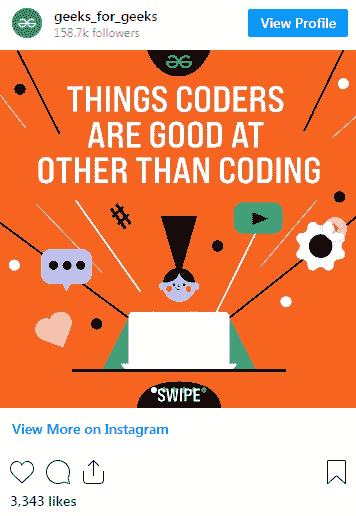 geeks_for_geeks
158.7k followers
View Profile
THINGS CODERS
ARE GOOD AT
OTHER THAN CODING
#
SWIPE
View More on Instagram
3,343 likes